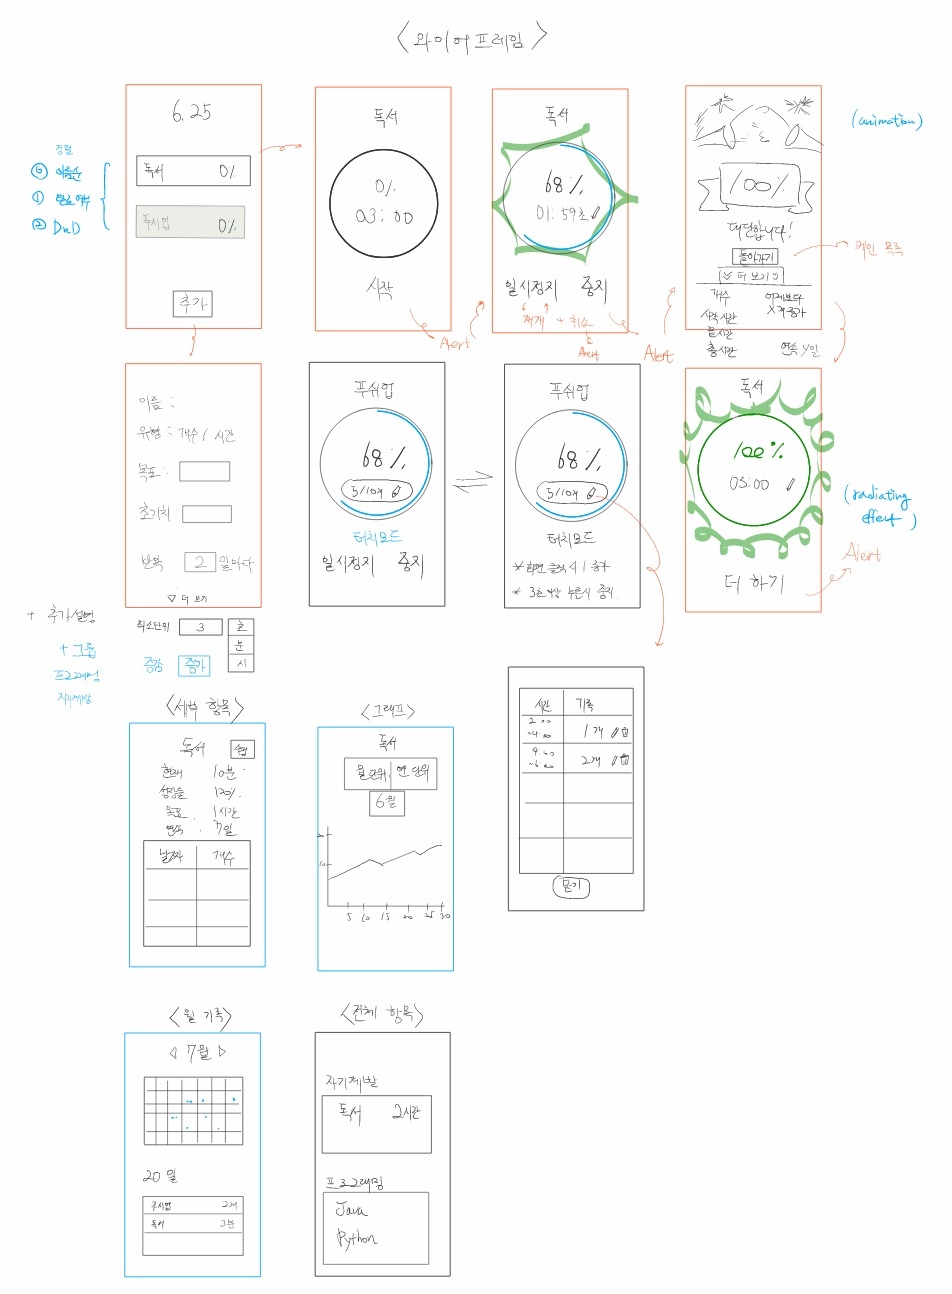 <와이어프레임>
6.25
정렬
⓪ 이름순
① 완료 여부
② DnD
독서 0%
푸시업 0%
추가
독서
0%
03:00
시작
Alert
독서
68%
01:59초
일시정지 중지
재개 + 취소
Alert
Alert
(animation)
100%
대단합니다!
돌아가기
더 보기
메인 목록
개수 어제보다
시작시간 X개 증가
끝시간
총시간 연속 y일
이름 :
유형 : 개수 / 시간
목표 :
초기치
반복 2 일마다
▽ 더 보기
+ 추가설명
최소단위 3 초
분
시
증감 증가
+ 그룹
프로그래밍
자기계발
푸쉬업
68%
5/10개
터치모드
일시정지 중지
푸쉬업
68%
5/10개
터치모드
* 화면 클릭시 1 증가
* 3초 이상 누른시 중지
독서
100%
03:00
더 하기
(radiating
effect)
Alert
시간 기록
2:00
~4:00
1개
2개
닫기
<세부 항목>
독서
현재 10분
성장률 120%
목표 1시간
연속 : 7일
날짜 개수
<그래프>
독서
월 단위 연 단위
6월
10
5 10 15 20 25 30
<월 기록>
◁ 7월 ▷
20일
푸시업 2개
독서 3분
<전체 항목>
자기계발
독서 2시간
프로그래밍
Java
Python